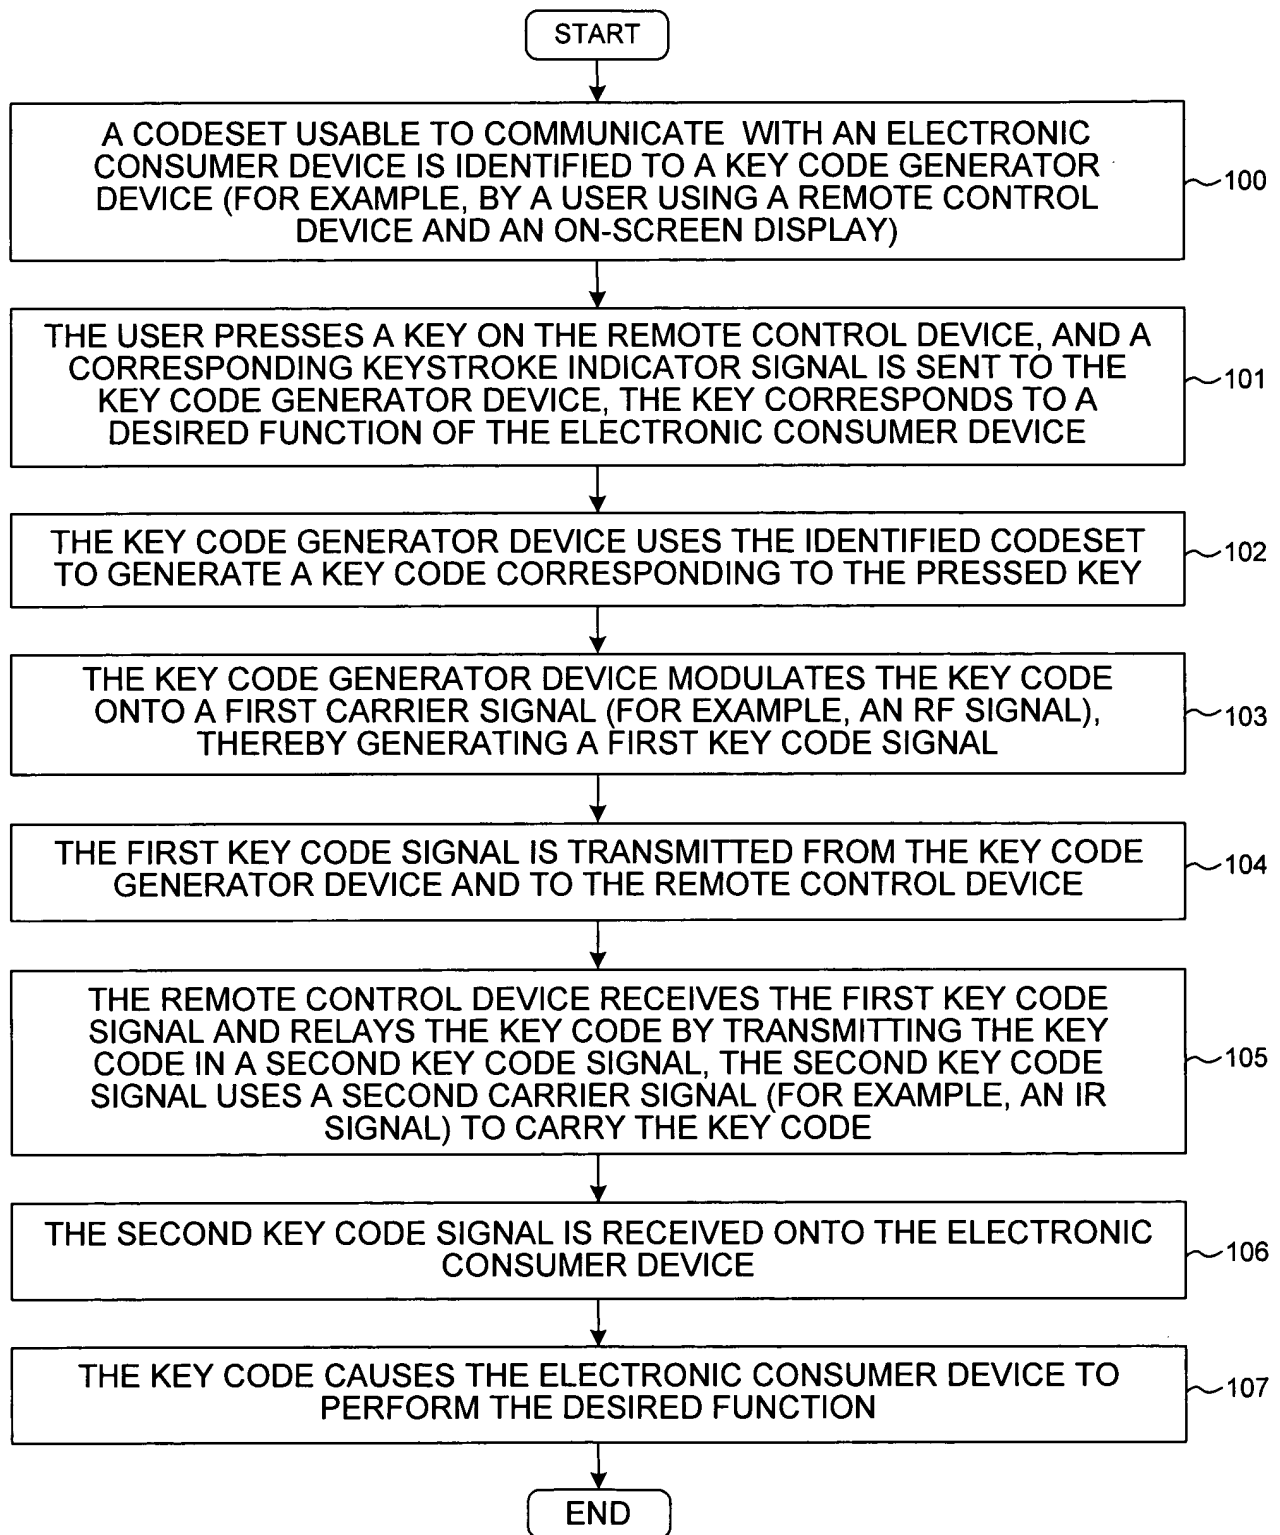 START
A CODESET USABLE TO COMMUNICATE WITH AN ELECTRONIC
CONSUMER DEVICE IS IDENTIFIED TO A KEY CODE GENERATOR
DEVICE (FOR EXAMPLE, BY A USER USING A REMOTE CONTROL
DEVICE AND AN ON-SCREEN DISPLAY)
100
THE USER PRESSES A KEY ON THE REMOTE CONTROL DEVICE, AND A
CORRESPONDING KEYSTROKE INDICATOR SIGNAL IS SENT TO THE
KEY CODE GENERATOR DEVICE, THE KEY CORRESPONDS TO A
DESIRED FUNCTION OF THE ELECTRONIC CONSUMER DEVICE
101
THE KEY CODE GENERATOR DEVICE USES THE IDENTIFIED CODESET
TO GENERATE A KEY CODE CORRESPONDING TO THE PRESSED KEY
102
THE KEY CODE GENERATOR DEVICE MODULATES THE KEY CODE
ONTO A FIRST CARRIER SIGNAL (FOR EXAMPLE, AN RF SIGNAL),
THEREBY GENERATING A FIRST KEY CODE SIGNAL
103
THE FIRST KEY CODE SIGNAL IS TRANSMITTED FROM THE KEY CODE
GENERATOR DEVICE AND TO THE REMOTE CONTROL DEVICE
104
THE REMOTE CONTROL DEVICE RECEIVES THE FIRST KEY CODE
SIGNAL AND RELAYS THE KEY CODE BY TRANSMITTING THE KEY
CODE IN A SECOND KEY CODE SIGNAL, THE SECOND KEY CODE
SIGNAL USES A SECOND CARRIER SIGNAL (FOR EXAMPLE, AN IR
SIGNAL) TO CARRY THE KEY CODE
105
THE SECOND KEY CODE SIGNAL IS RECEIVED ONTO THE ELECTRONIC
CONSUMER DEVICE
106
THE KEY CODE CAUSES THE ELECTRONIC CONSUMER DEVICE TO
PERFORM THE DESIRED FUNCTION
107
END